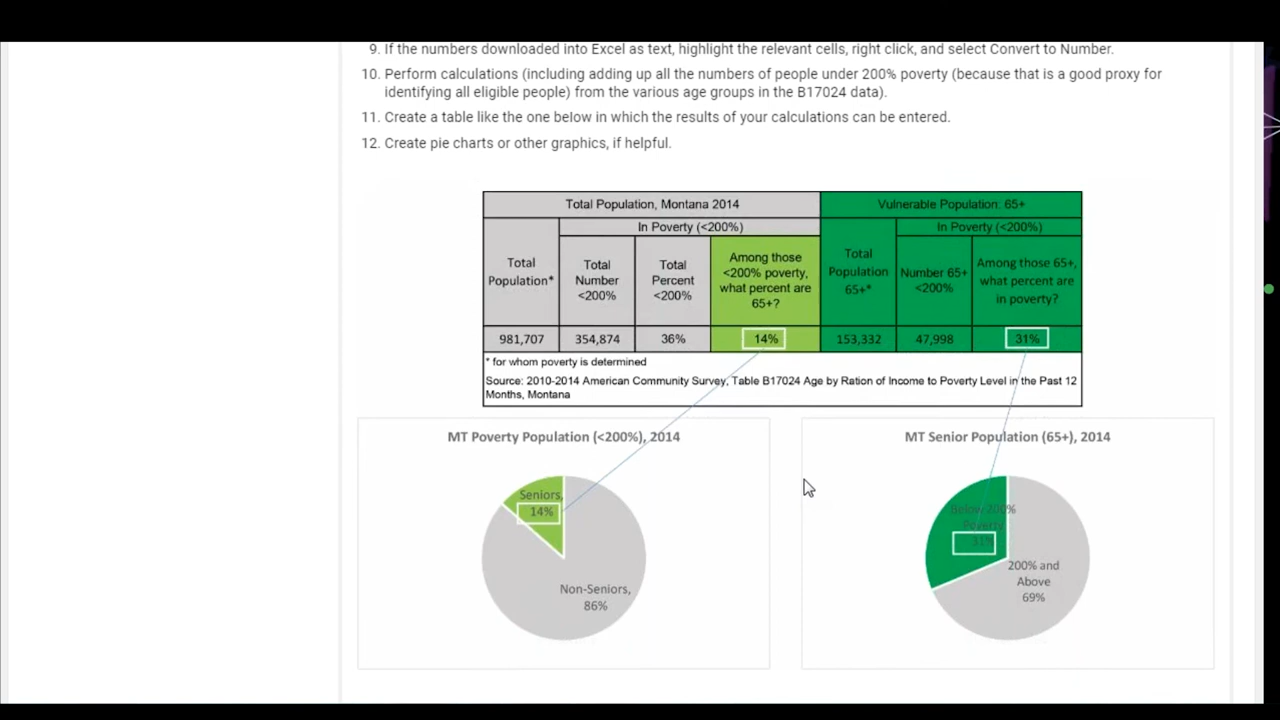 9. If the numbers downloaded into Excel as text, highlight the relevant cells, right click, and select Convert to Number.
10. Perform calculations (including adding up all the numbers of people under 200% poverty (because that is a good proxy for
identifying all eligible people) from the various age groups in the B17024 data).
11. Create a table like the one below in which the results of your calculations can be entered.
12. Create pie charts or other graphics, if helpful.
Total Population, Montana 2014
Vulnerable Population: 65+
In Poverty (<200%)
In Poverty (<200%)
Total
Population*
Total
Number
<200%
Total
Percent
<200%
Among those
<200% poverty,
what percent are
65+?
Total
Population
65+*
Number 65+
<200%
Among those 65+,
what percent are
in poverty?
981,707
354,874
36%
14%
153,332
47,998
31%
* for whom poverty is determined
Source: 2010-2014 American Community Survey, Table B17024 Age by Ration of Income to Poverty Level in the Past 12
Months, Montana
MT Poverty Population (<200%), 2014
Seniors,
14%
Non-Seniors,
86%
MT Senior Population (65+), 2014
Below 200%
Poverty
31%
200% and
Above
69%